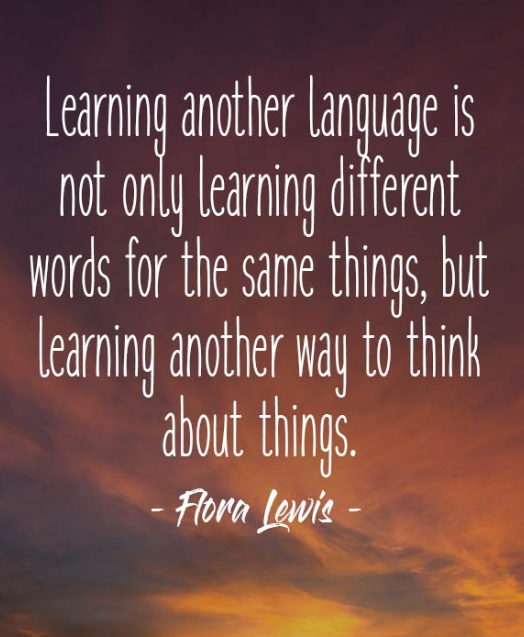 Learning another language is
not only learning different
words for the same things, but
learning another way to think
about things.
- Flora Lewis -